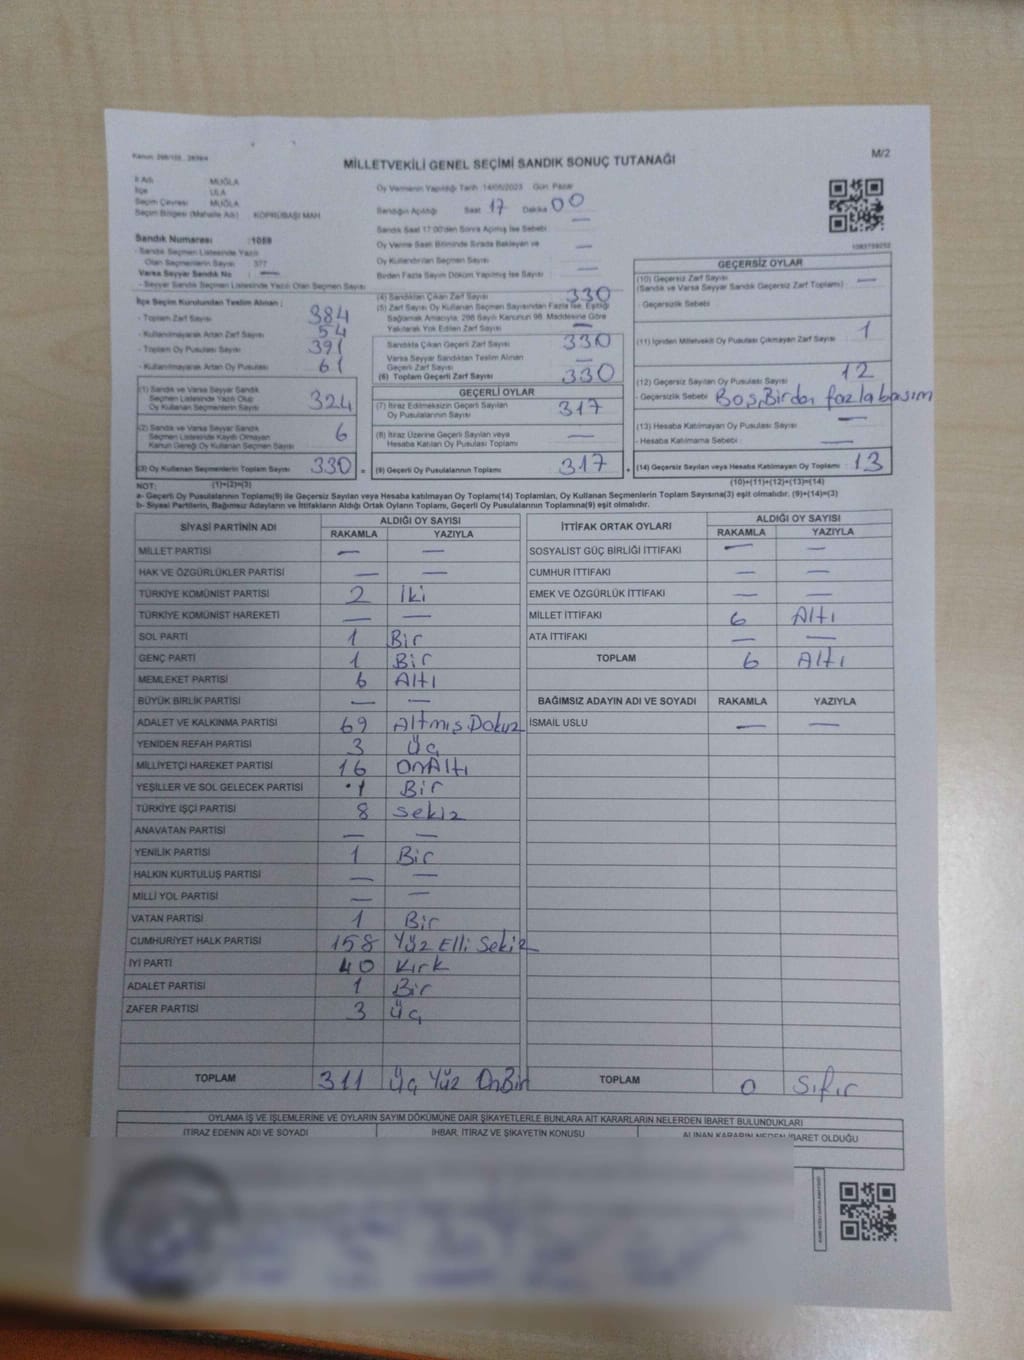 M/2
MİLLETVEKİLİ GENEL SEÇİMİ SANDIK SONUÇ TUTANAĞI
İl Adı MUĞLA
İlçe ULA
Seçim Çevresi MUĞLA
Seçim Bölgesi (Mahalle Adı) KÖPRÜBAŞI MAH
Sandık Numarası :1059
- Sandık Seçmen Listesinde Yazılı
Olan Seçmenlerin Sayısı : 377
Varsa Seyyar Sandık No : —
- Seyyar Sandık Seçmen Listesinde Yazılı Olan Seçmen Sayısı
İlçe Seçim Kurulundan Teslim Alınan ;
- Toplam Zarf Sayısı 384
- Kullanılmayarak Artan Zarf Sayısı 54
- Toplam Oy Pusulası Sayısı 391
- Kullanılmayarak Artan Oy Pusulası 61
(1) Sandık ve Varsa Seyyar Sandık
Seçmen Listesinde Yazılı Olup
Oy Kullanan Seçmenlerin Sayısı 324
(2) Sandık ve Varsa Seyyar Sandık
Seçmen Listesinde Kayıtlı Olmayan
Kanun Gereği Oy Kullanan Seçmen Sayısı 6
(3) Oy Kullanan Seçmenlerin Toplam Sayısı 330
Oy Vermenin Yapıldığı Tarih 14/05/2023 Gün Pazar
Sandığın Açıldığı Saat 17 Dakika 00
Sandık Saat 17:00'den Sonra Açılmış İse Sebebi —
Oy Verme Saati Bitiminde Sırada Bekleyen ve
Oy Kullandırılan Seçmen Sayısı —
Birden Fazla Sayım Döküm Yapılmış İse Sayısı —
(4) Sandıktan Çıkan Zarf Sayısı 330
(5) Zarf Sayısı Oy Kullanan Seçmen Sayısından Fazla İse, Eşitliği
Sağlamak Amacıyla, 298 Sayılı Kanunun 98. Maddesine Göre
Yakılarak Yok Edilen Zarf Sayısı —
Sandıkta Çıkan Geçerli Zarf Sayısı 330
Varsa Seyyar Sandıktan Teslim Alınan
Geçerli Zarf Sayısı —
(6) Toplam Geçerli Zarf Sayısı 330
GEÇERLİ OYLAR
(7) İtiraz Edilmeksizin Geçerli Sayılan
Oy Pusulalarının Sayısı 317
(8) İtiraz Üzerine Geçerli Sayılan veya
Hesaba Katılan Oy Pusulası Toplamı —
(9) Geçerli Oy Pusulalarının Toplamı 317
GEÇERSİZ OYLAR
(10) Geçersiz Zarf Sayısı
(Sandık ve Varsa Seyyar Sandık Geçersiz Zarf Toplamı) —
- Geçersizlik Sebebi
(11) İçinden Milletvekili Oy Pusulası Çıkmayan Zarf Sayısı 1
(12) Geçersiz Sayılan Oy Pusulası Sayısı 12
- Geçersizlik Sebebi Boş, Birden fazla basım
(13) Hesaba Katılmayan Oy Pusulası Sayısı —
- Hesaba Katılmama Sebebi —
(14) Geçersiz Sayılan veya Hesaba Katılmayan Oy Toplamı 13
NOT: (1)+(2)=(3) (10)+(11)+(12)+(13)=(14)
a- Geçerli Oy Pusulalarının Toplamı(9) ile Geçersiz Sayılan veya Hesaba katılmayan Oy Toplamı(14) Toplamları, Oy Kullanan Seçmenlerin Toplam Sayısına(3) eşit olmalıdır. (9)+(14)=(3)
b- Siyasi Partilerin, Bağımsız Adayların ve İttifakların Aldığı Ortak Oyların Toplamı, Geçerli Oy Pusulalarının Toplamına(9) eşit olmalıdır.
SİYASİ PARTİNİN ADI ALDIĞI OY SAYISI
RAKAMLA YAZIYLA
MİLLET PARTİSİ — —
HAK VE ÖZGÜRLÜKLER PARTİSİ — —
TÜRKİYE KOMÜNİST PARTİSİ 2 iki
TÜRKİYE KOMÜNİST HAREKETİ — —
SOL PARTİ 1 Bir
GENÇ PARTİ 1 Bir
MEMLEKET PARTİSİ 6 Altı
BÜYÜK BİRLİK PARTİSİ — —
ADALET VE KALKINMA PARTİSİ 69 Altmış Dokuz
YENİDEN REFAH PARTİSİ 3 üç
MİLLİYETÇİ HAREKET PARTİSİ 16 OnAltı
YEŞİLLER VE SOL GELECEK PARTİSİ 1 Bir
TÜRKİYE İŞÇİ PARTİSİ 8 sekiz
ANAVATAN PARTİSİ — —
YENİLİK PARTİSİ 1 Bir
HALKIN KURTULUŞ PARTİSİ — —
MİLLİ YOL PARTİSİ — —
VATAN PARTİSİ 1 Bir
CUMHURİYET HALK PARTİSİ 158 Yüz Elli Sekiz
İYİ PARTİ 40 Kırk
ADALET PARTİSİ 1 Bir
ZAFER PARTİSİ 3 üç
TOPLAM 311 Üç Yüz OnBir
İTTİFAK ORTAK OYLARI ALDIĞI OY SAYISI
RAKAMLA YAZIYLA
SOSYALİST GÜÇ BİRLİĞİ İTTİFAKI — —
CUMHUR İTTİFAKI — —
EMEK VE ÖZGÜRLÜK İTTİFAKI — —
MİLLET İTTİFAKI 6 Altı
ATA İTTİFAKI — —
TOPLAM 6 Altı
BAĞIMSIZ ADAYIN ADI VE SOYADI RAKAMLA YAZIYLA
İSMAİL USLU — —
TOPLAM 0 Sıfır
OYLAMA İŞ VE İŞLEMLERİNE VE OYLARIN SAYIM DÖKÜMÜNE DAİR ŞİKAYETLERLE BUNLARA AİT KARARLARIN NELERDEN İBARET BULUNDUKLARI
İTİRAZ EDENİN ADI VE SOYADI İHBAR, İTİRAZ VE ŞİKAYETİN KONUSU ALINAN KARARIN NEDEN İBARET OLDUĞU